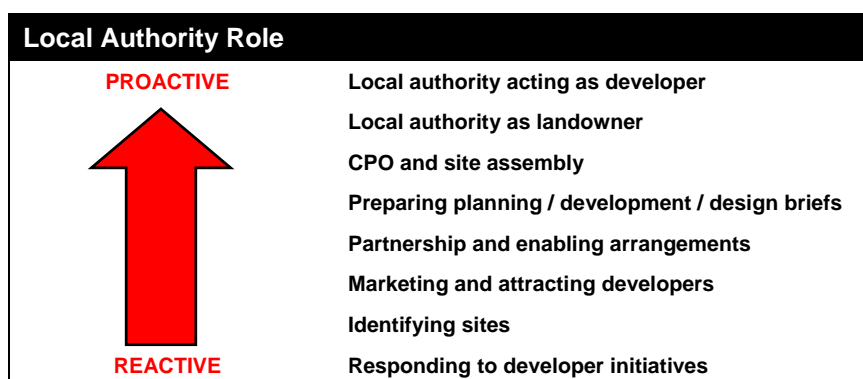 Local Authority Role
PROACTIVE Local authority acting as developer
Local authority as landowner
CPO and site assembly
Preparing planning / development / design briefs
Partnership and enabling arrangements
Marketing and attracting developers
Identifying sites
REACTIVE Responding to developer initiatives